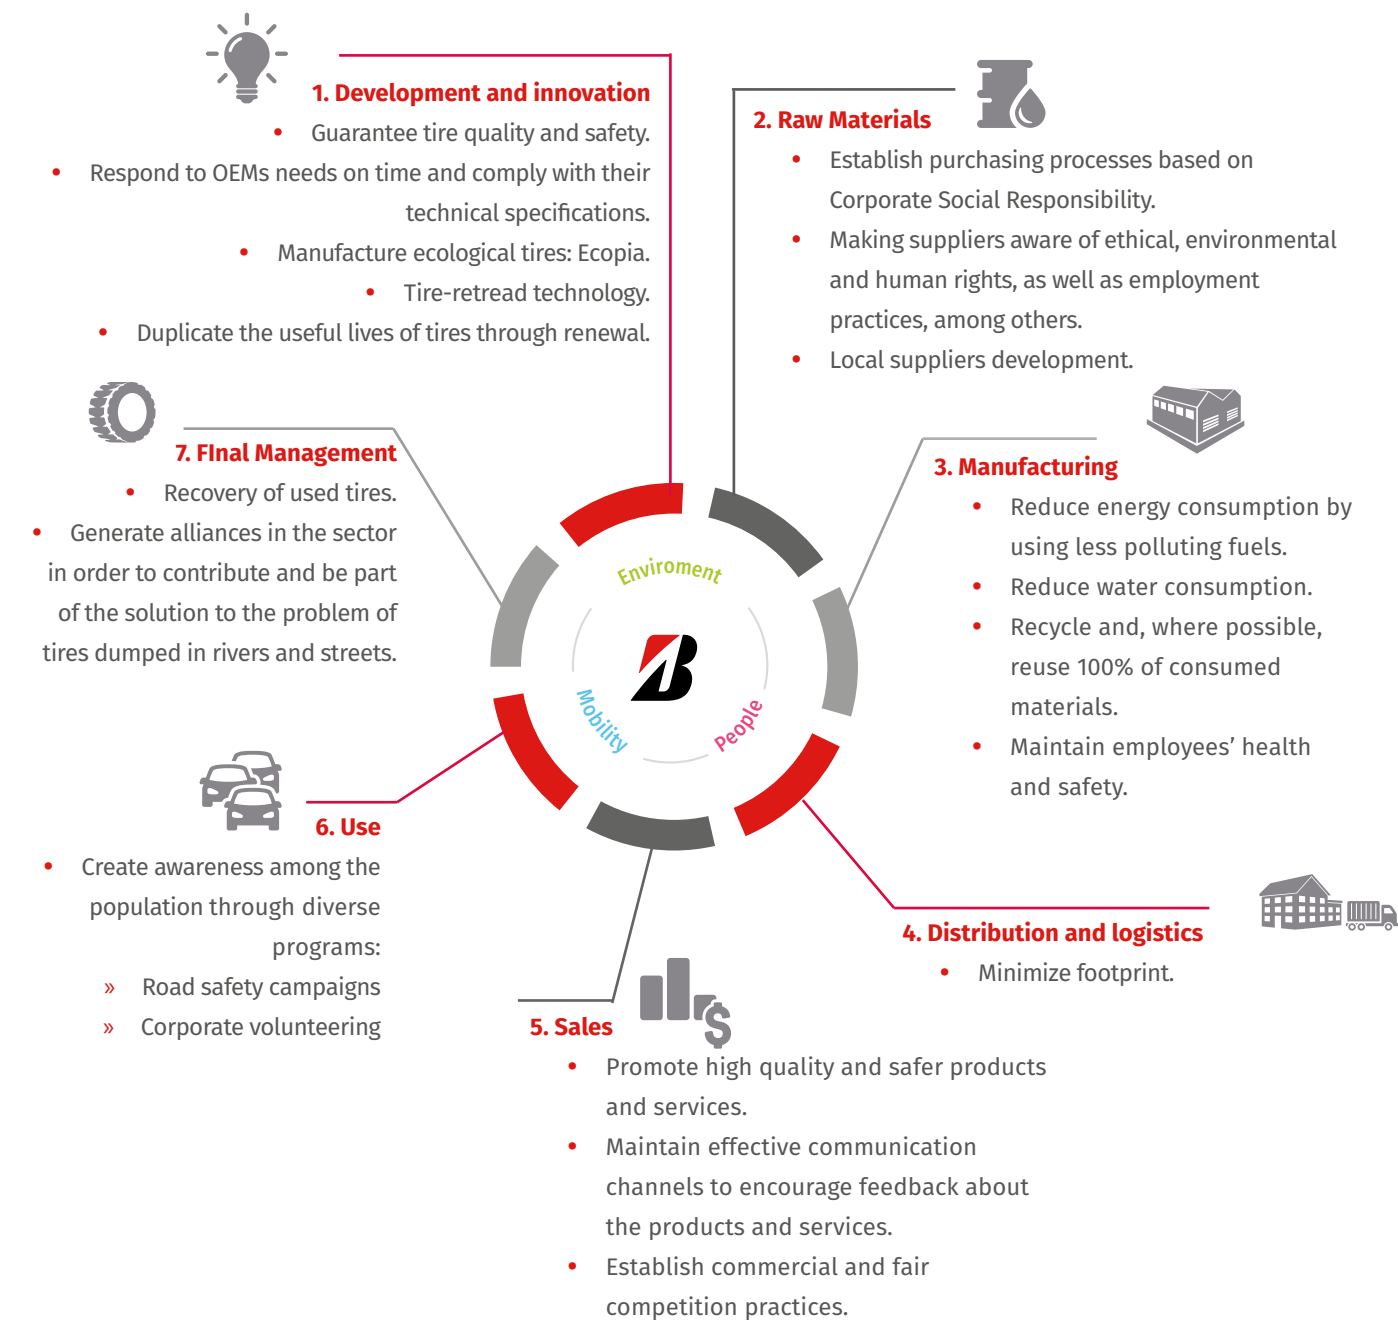 1. Development and innovation
• Guarantee tire quality and safety.
• Respond to OEMs needs on time and comply with their
technical specifications.
• Manufacture ecological tires: Ecopia.
• Tire-retread technology.
• Duplicate the useful lives of tires through renewal.
2. Raw Materials
• Establish purchasing processes based on
Corporate Social Responsibility.
• Making suppliers aware of ethical, environmental
and human rights, as well as employment
practices, among others.
• Local suppliers development.
3. Manufacturing
• Reduce energy consumption by
using less polluting fuels.
• Reduce water consumption.
• Recycle and, where possible,
reuse 100% of consumed
materials.
• Maintain employees’ health
and safety.
4. Distribution and logistics
• Minimize footprint.
5. Sales
• Promote high quality and safer products
and services.
• Maintain effective communication
channels to encourage feedback about
the products and services.
• Establish commercial and fair
competition practices.
6. Use
• Create awareness among the
population through diverse
programs:
» Road safety campaigns
» Corporate volunteering
7. FInal Management
• Recovery of used tires.
• Generate alliances in the sector
in order to contribute and be part
of the solution to the problem of
tires dumped in rivers and streets.
Enviroment
Mobility
People
B
$